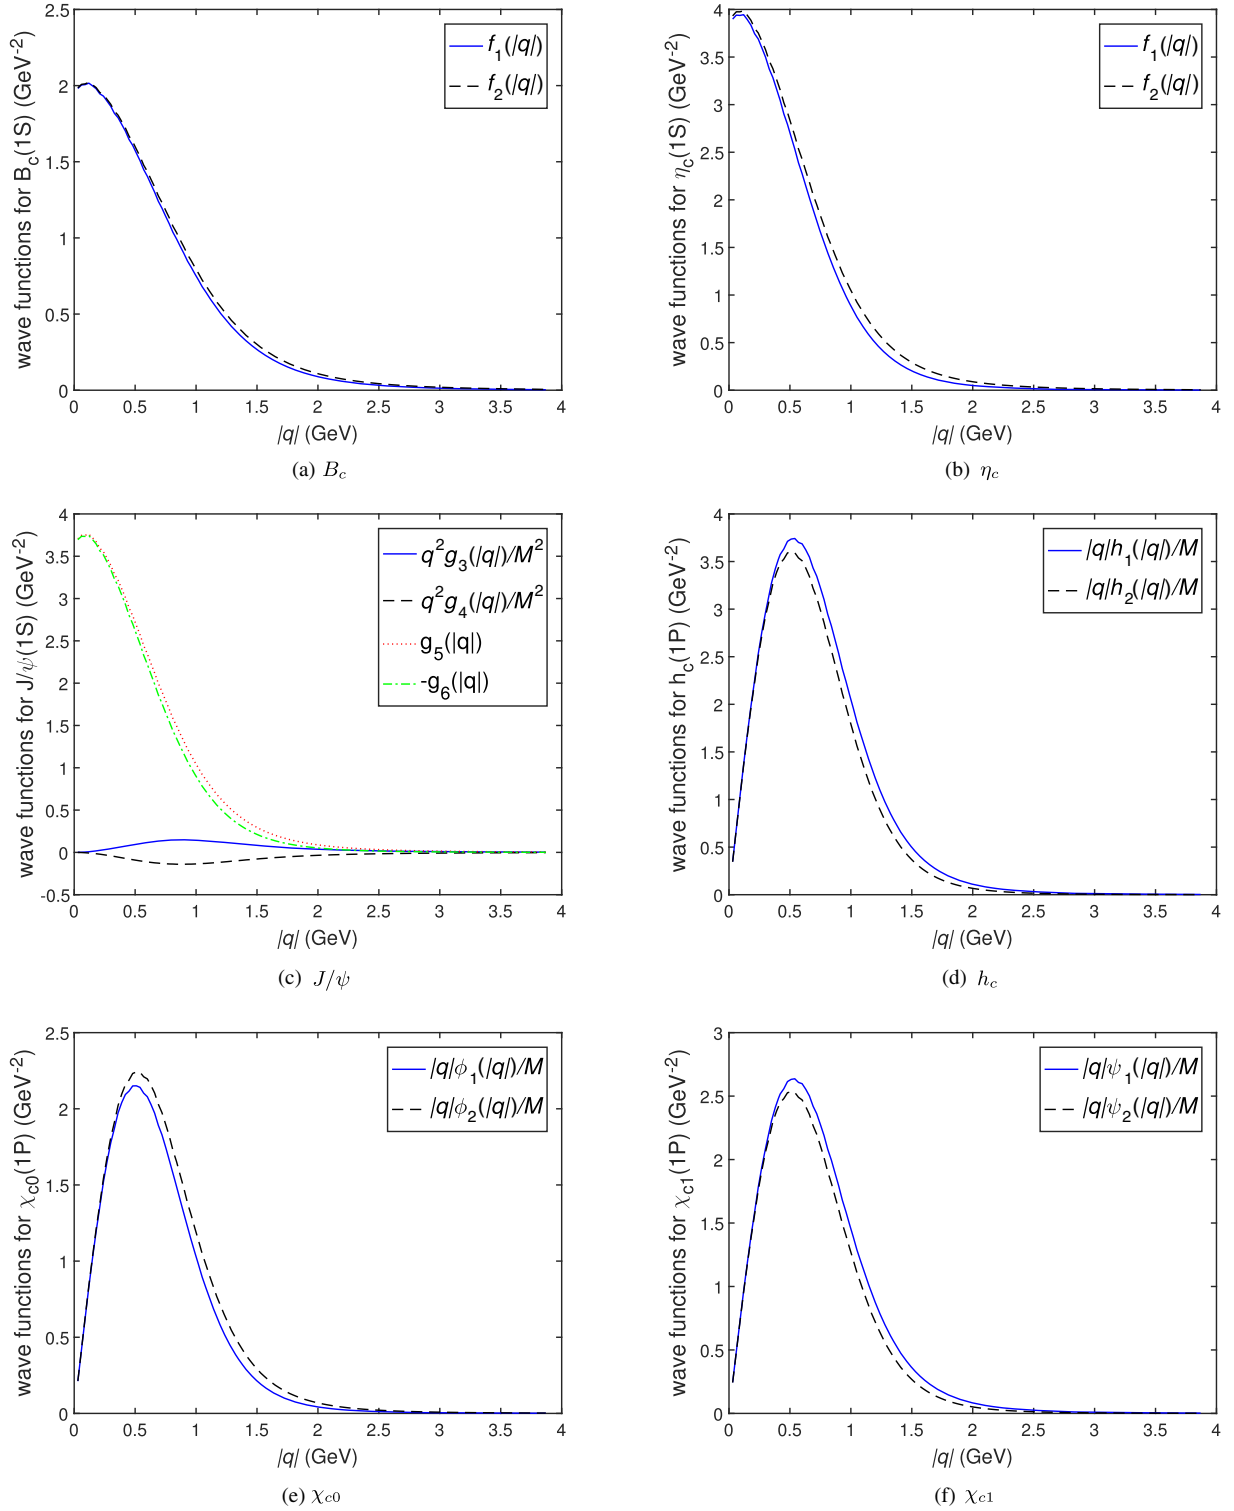 wave functions for B_c(1S) (GeV^-2)
2.5
2
1.5
1
0.5
0
f_1(|q|)
f_2(|q|)
0 0.5 1 1.5 2 2.5 3 3.5 4
|q| (GeV)
(a) B_c
wave functions for η_c(1S) (GeV^-2)
4
3.5
3
2.5
2
1.5
1
0.5
0
f_1(|q|)
f_2(|q|)
0 0.5 1 1.5 2 2.5 3 3.5 4
|q| (GeV)
(b) η_c
wave functions for J/ψ(1S) (GeV^-2)
4
3.5
3
2.5
2
1.5
1
0.5
0
-0.5
q^2g_3(|q|)/M^2
q^2g_4(|q|)/M^2
g_5(|q|)
-g_6(|q|)
0 0.5 1 1.5 2 2.5 3 3.5 4
|q| (GeV)
(c) J/ψ
wave functions for h_c(1P) (GeV^-2)
4
3.5
3
2.5
2
1.5
1
0.5
0
|q|h_1(|q|)/M
|q|h_2(|q|)/M
0 0.5 1 1.5 2 2.5 3 3.5 4
|q| (GeV)
(d) h_c
wave functions for χ_c0(1P) (GeV^-2)
2.5
2
1.5
1
0.5
0
|q|ϕ_1(|q|)/M
|q|ϕ_2(|q|)/M
0 0.5 1 1.5 2 2.5 3 3.5 4
|q| (GeV)
(e) χ_c0
wave functions for χ_c1(1P) (GeV^-2)
3
2.5
2
1.5
1
0.5
0
|q|ψ_1(|q|)/M
|q|ψ_2(|q|)/M
0 0.5 1 1.5 2 2.5 3 3.5 4
|q| (GeV)
(f) χ_c1